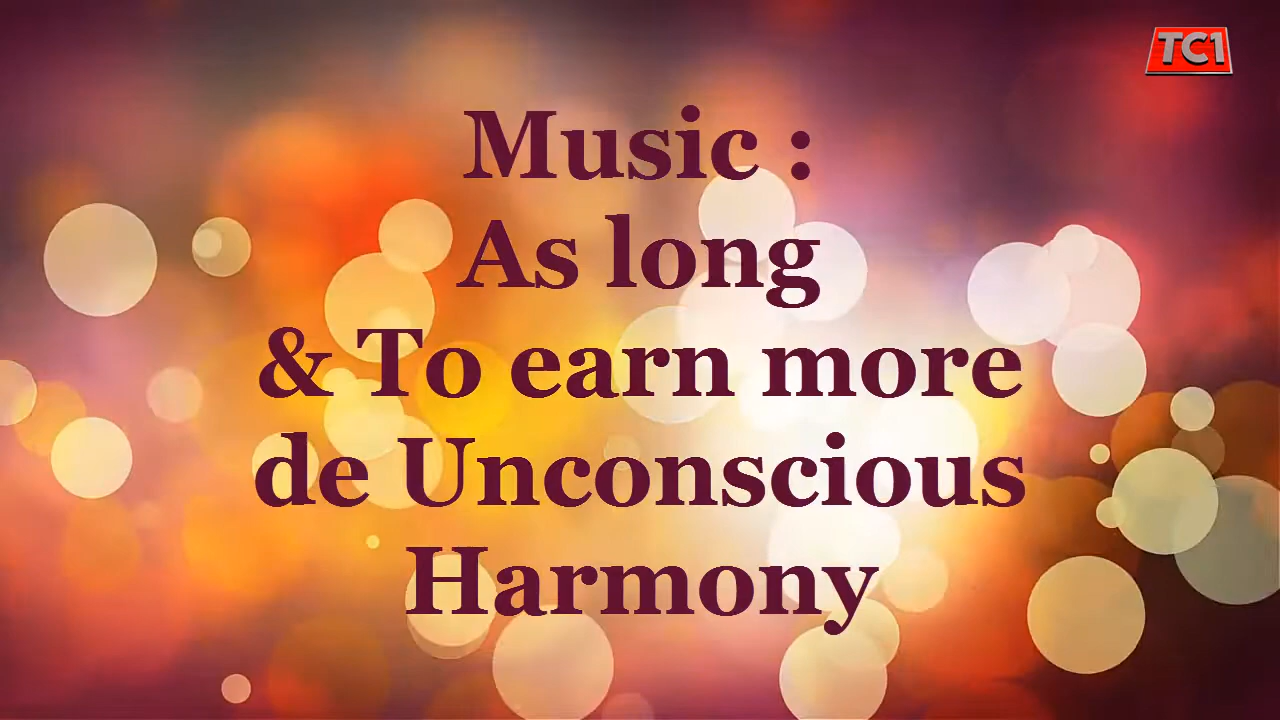 TC1
Music :
As long
& To earn more
de Unconscious
Harmony